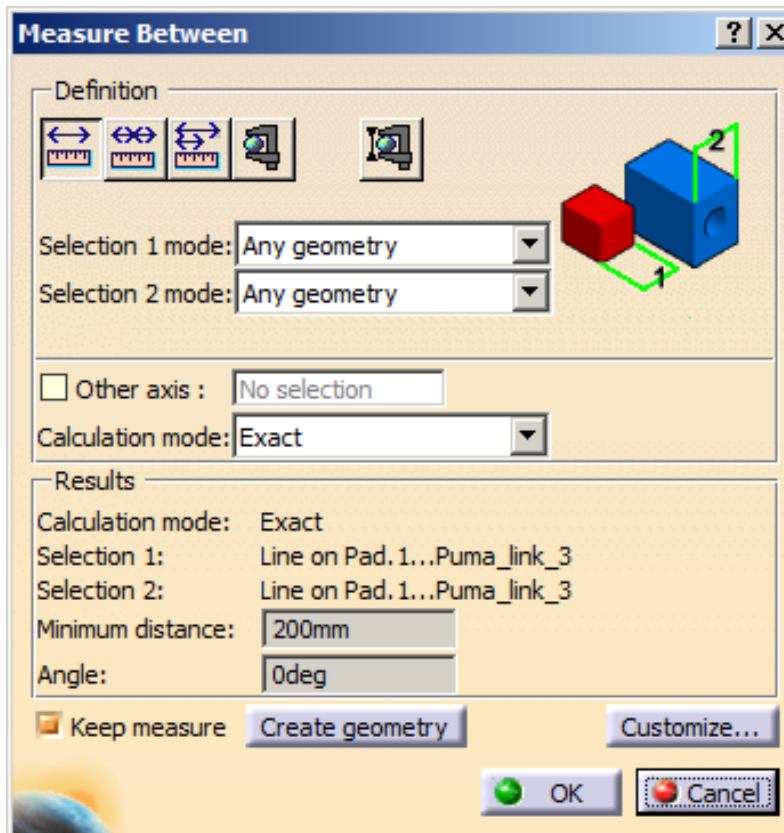 Measure Between
Definition
2
1
Selection 1 mode: Any geometry
Selection 2 mode: Any geometry
Other axis : No selection
Calculation mode: Exact
Results
Calculation mode: Exact
Selection 1: Line on Pad.1...Puma_link_3
Selection 2: Line on Pad.1...Puma_link_3
Minimum distance: 200mm
Angle: 0deg
Keep measure Create geometry Customize...
OK Cancel